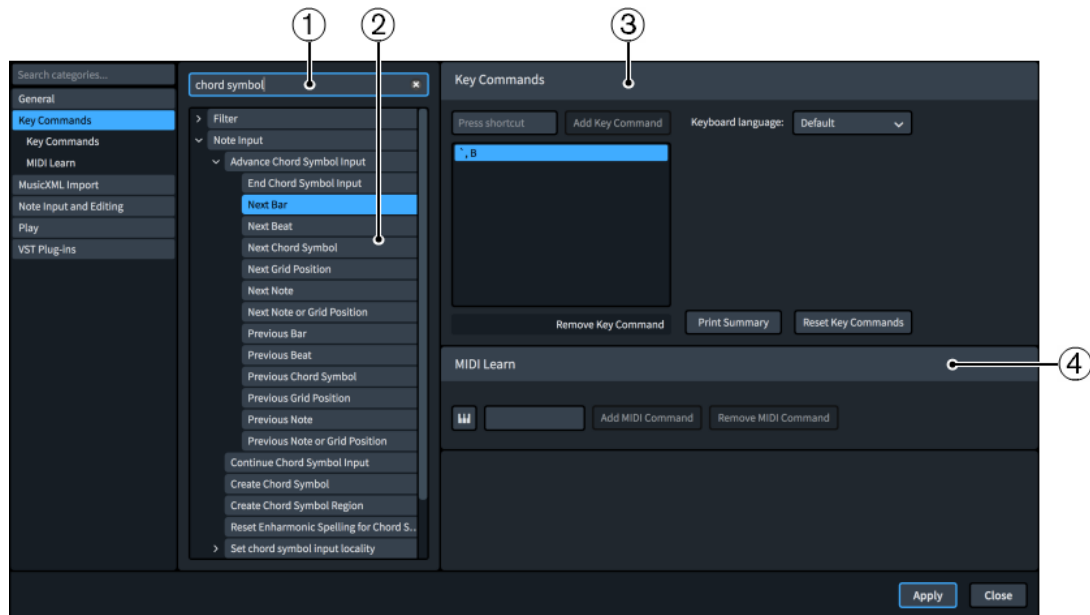 ① ② ③
Search categories...
General
Key Commands
Key Commands
MIDI Learn
MusicXML Import
Note Input and Editing
Play
VST Plug-ins
chord symbol
Filter
Note Input
Advance Chord Symbol Input
End Chord Symbol Input
Next Bar
Next Beat
Next Chord Symbol
Next Grid Position
Next Note
Next Note or Grid Position
Previous Bar
Previous Beat
Previous Chord Symbol
Previous Grid Position
Previous Note
Previous Note or Grid Position
Continue Chord Symbol Input
Create Chord Symbol
Create Chord Symbol Region
Reset Enharmonic Spelling for Chord S..
Set chord symbol input locality
Key Commands
Press shortcut Add Key Command Keyboard language: Default
`, B
Remove Key Command Print Summary Reset Key Commands
MIDI Learn
④
Add MIDI Command Remove MIDI Command
Apply Close